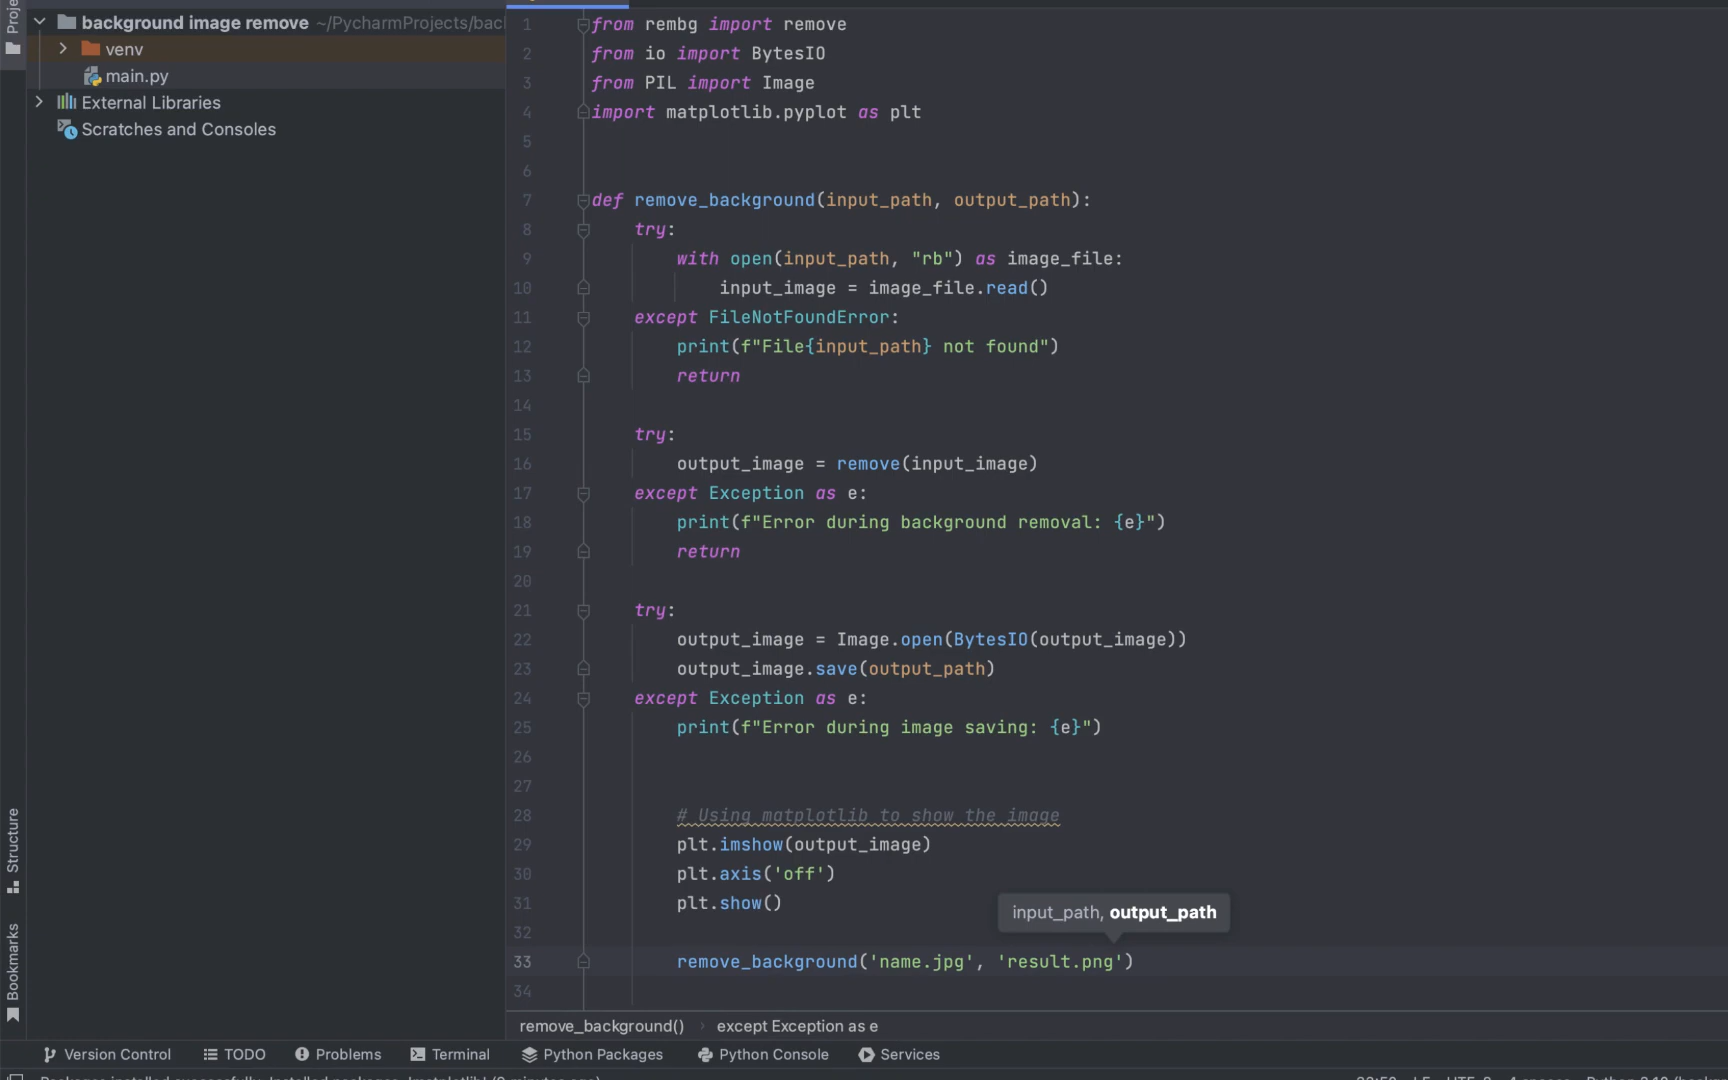 Proje
background image remove ~/PycharmProjects/bac
venv
main.py
External Libraries
Scratches and Consoles
Structure
Bookmarks
1 from rembg import remove
2 from io import BytesIO
3 from PIL import Image
4 import matplotlib.pyplot as plt
5
6
7 def remove_background(input_path, output_path):
8 try:
9 with open(input_path, "rb") as image_file:
10 input_image = image_file.read()
11 except FileNotFoundError:
12 print(f"File{input_path} not found")
13 return
14
15 try:
16 output_image = remove(input_image)
17 except Exception as e:
18 print(f"Error during background removal: {e}")
19 return
20
21 try:
22 output_image = Image.open(BytesIO(output_image))
23 output_image.save(output_path)
24 except Exception as e:
25 print(f"Error during image saving: {e}")
26
27
28 # Using matplotlib to show the image
29 plt.imshow(output_image)
30 plt.axis('off')
31 plt.show()
input_path, output_path
32
33 remove_background('name.jpg', 'result.png')
34
remove_background() › except Exception as e
Version Control TODO Problems Terminal Python Packages Python Console Services